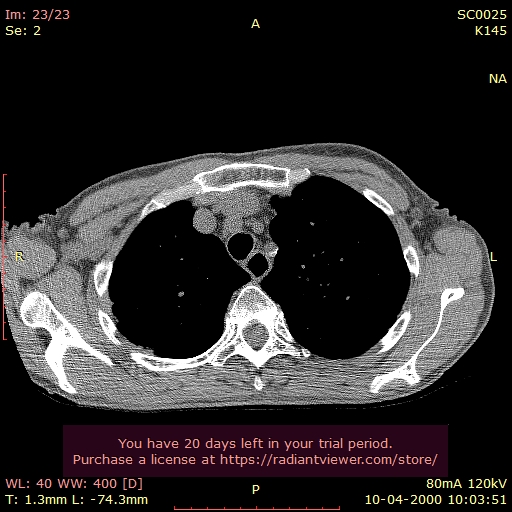 Im: 23/23
Se: 2
A
SC0025
K145
NA
R
L
You have 20 days left in your trial period.
Purchase a license at https://radiantviewer.com/store/
WL: 40 WW: 400 [D]
T: 1.3mm L: -74.3mm
P
80mA 120kV
10-04-2000 10:03:51